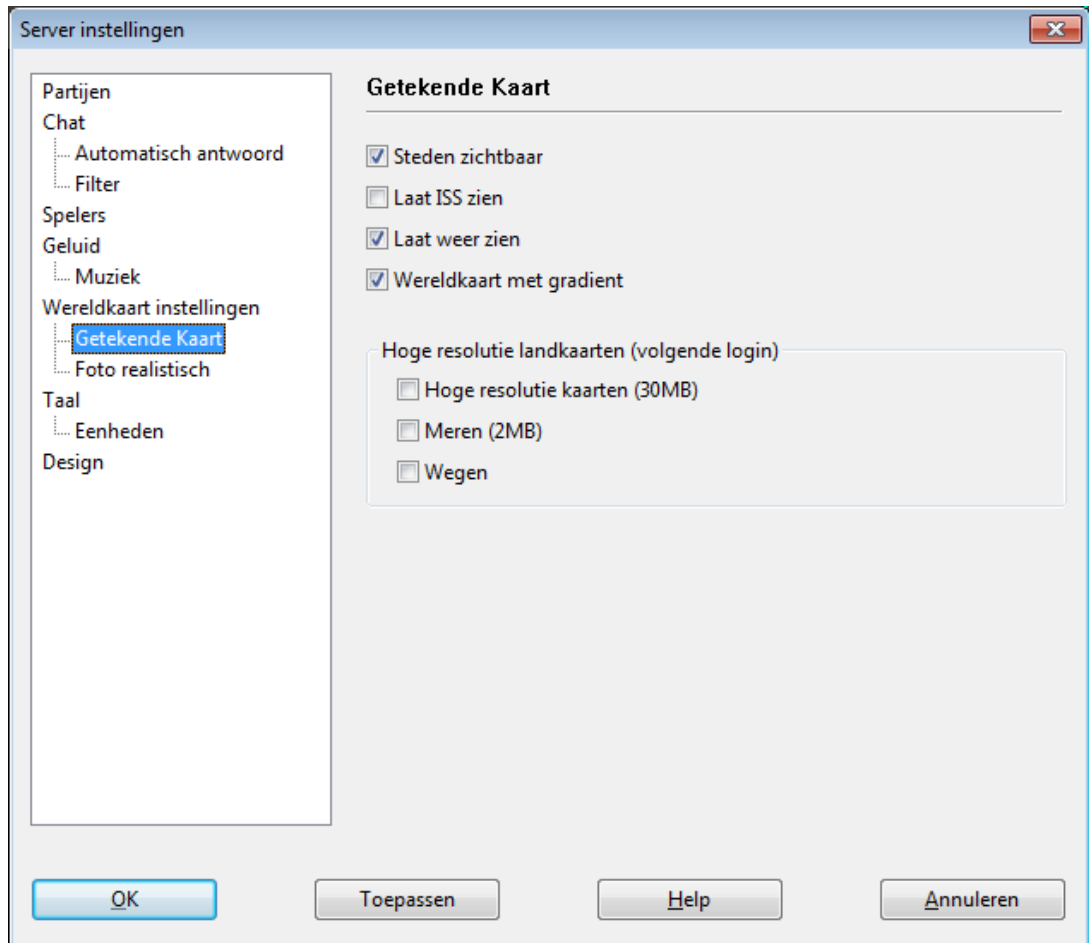 Server instellingen
Partijen
Chat
Automatisch antwoord
Filter
Spelers
Geluid
Muziek
Wereldkaart instellingen
Getekende Kaart
Foto realistisch
Taal
Eenheden
Design
Getekende Kaart
Steden zichtbaar
Laat ISS zien
Laat weer zien
Wereldkaart met gradient
Hoge resolutie landkaarten (volgende login)
Hoge resolutie kaarten (30MB)
Meren (2MB)
Wegen
OK
Toepassen
Help
Annuleren